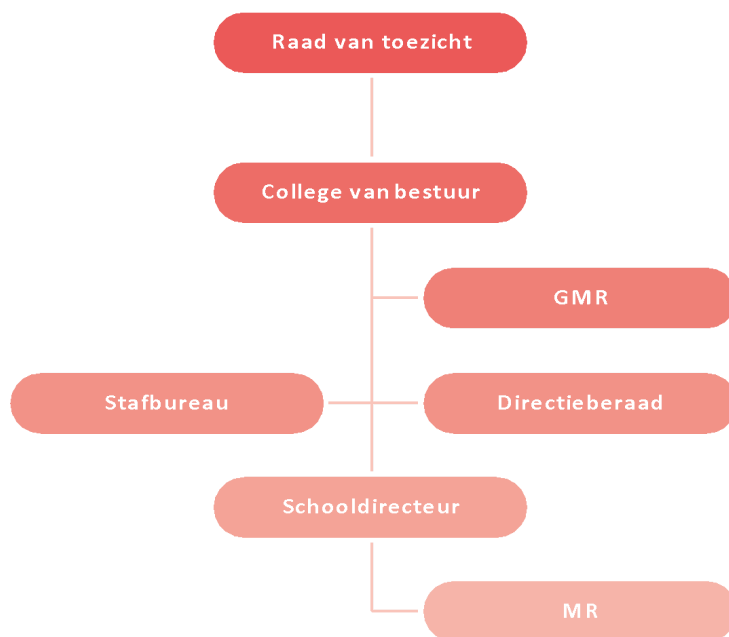 Raad van toezicht
College van bestuur
GMR
Stafbureau
Directieberaad
Schooldirecteur
MR